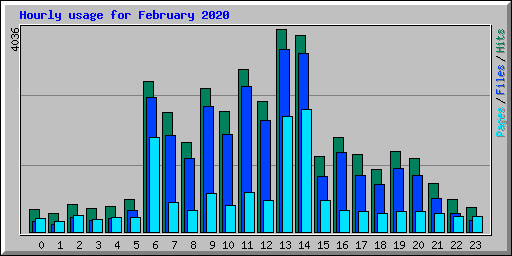 Hourly usage for February 2020
4036
Pages/Files/Hits
0 1 2 3 4 5 6 7 8 9 10 11 12 13 14 15 16 17 18 19 20 21 22 23